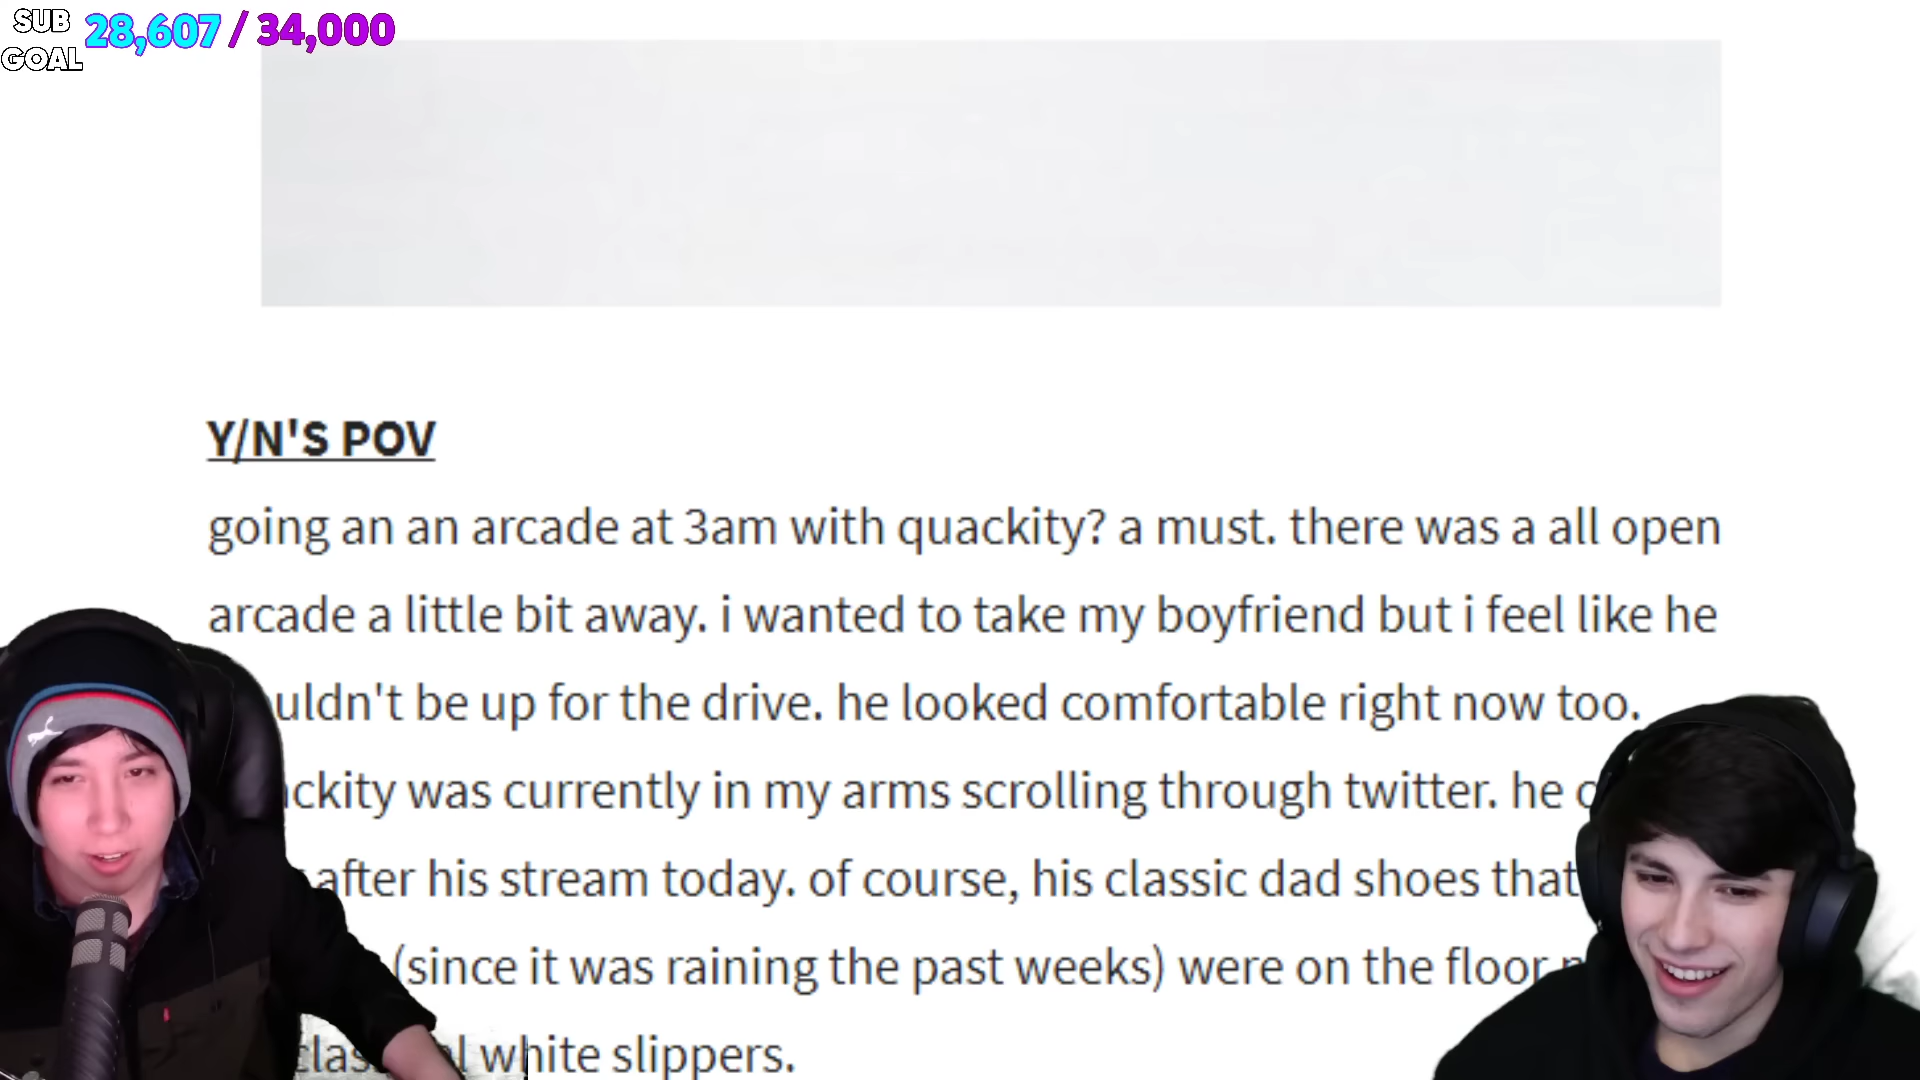 SUB
GOAL
28,607 / 34,000
Y/N'S POV
going an an arcade at 3am with quackity? a must. there was a all open
arcade a little bit away. i wanted to take my boyfriend but i feel like he
uldn't be up for the drive. he looked comfortable right now too.
ckity was currently in my arms scrolling through twitter. he
after his stream today. of course, his classic dad shoes that
(since it was raining the past weeks) were on the floor
white slippers.